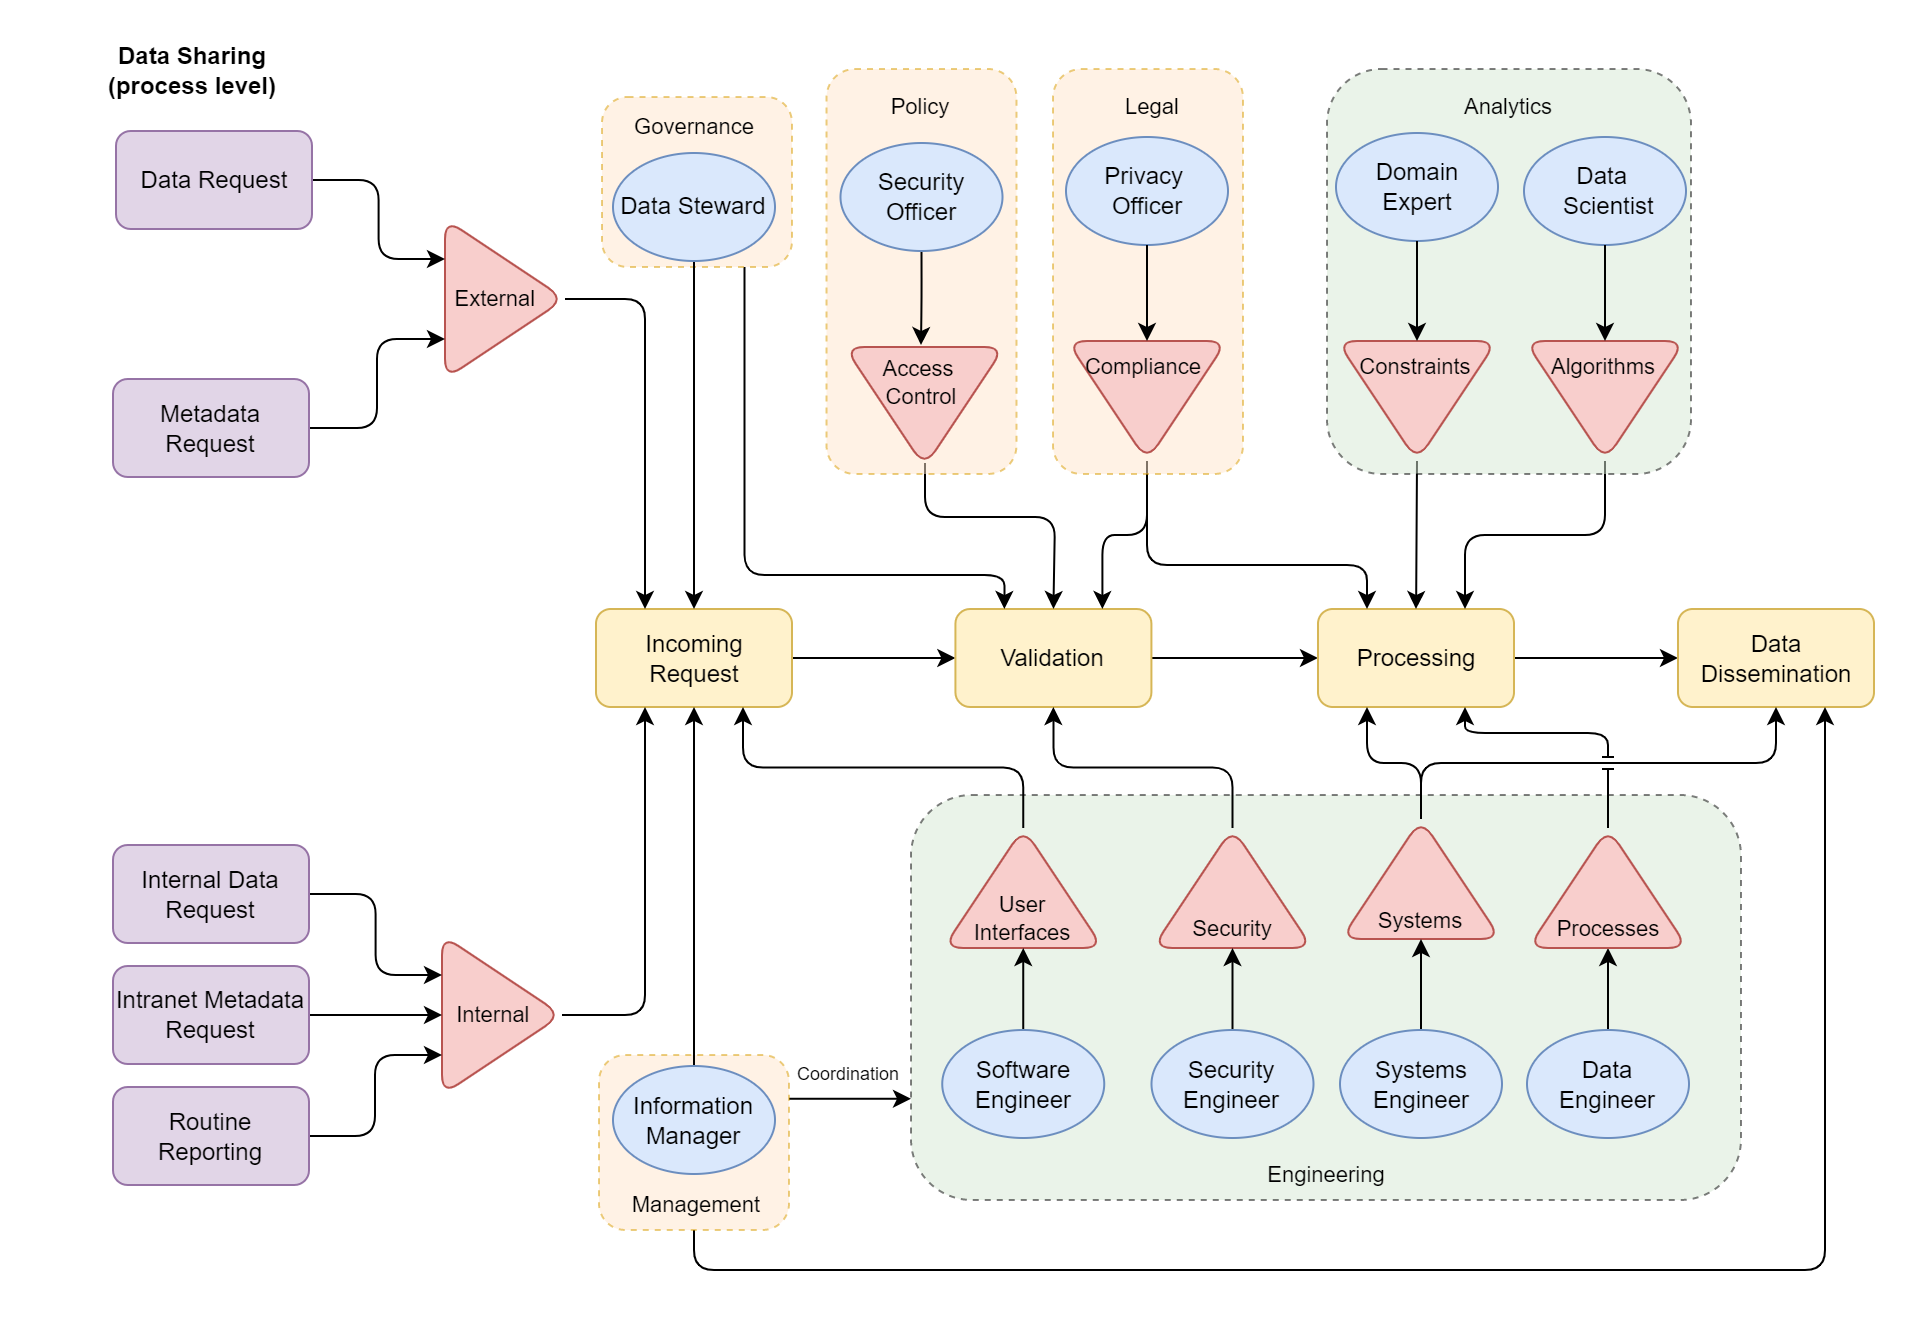 Data Sharing
(process level)
Data Request
Metadata
Request
External
Governance
Data Steward
Policy
Security
Officer
Access
Control
Legal
Privacy
Officer
Compliance
Analytics
Domain
Expert
Data
Scientist
Constraints
Algorithms
Incoming
Request
Validation
Processing
Data
Dissemination
Internal Data
Request
Intranet Metadata
Request
Routine
Reporting
Internal
Information
Manager
Management
Coordination
User
Interfaces
Security
Systems
Processes
Software
Engineer
Security
Engineer
Systems
Engineer
Data
Engineer
Engineering